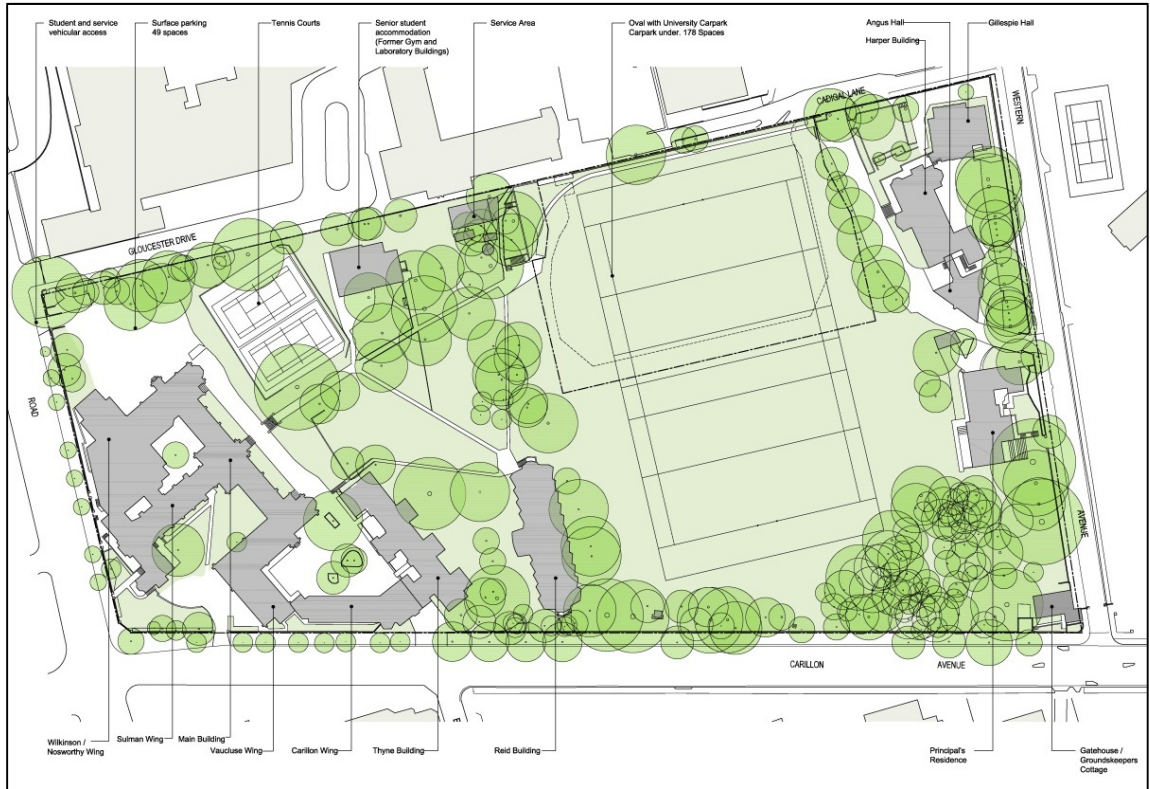 Student and service
vehicular access
Surface parking
49 spaces
Tennis Courts
Senior student
accommodation
(Former Gym and
Laboratory Buildings)
Service Area
Oval with University Carpark
Carpark under. 178 Spaces
Angus Hall
Harper Building
Gillespie Hall
CADIGAL LANE
WESTERN
GLOUCESTER DRIVE
ROAD
AVENUE
CARILLON
AVENUE
Wilkinson /
Nosworthy Wing
Sulman Wing
Main Building
Vaucluse Wing
Carillon Wing
Thyne Building
Reid Building
Principal's
Residence
Gatehouse /
Groundskeepers
Cottage